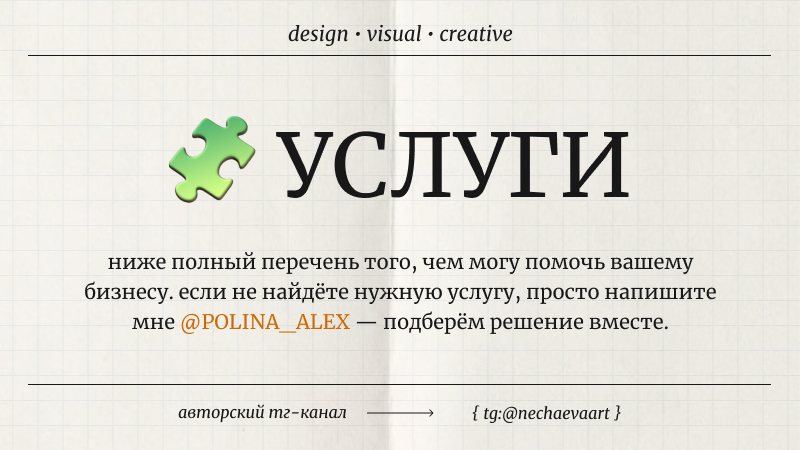 design • visual • creative
УСЛУГИ
ниже полный перечень того, чем могу помочь вашему
бизнесу. если не найдёте нужную услугу, просто напишите
мне @POLINA_ALEX — подберём решение вместе.
авторский тг-канал ⟶ { tg:@nechaevaart }